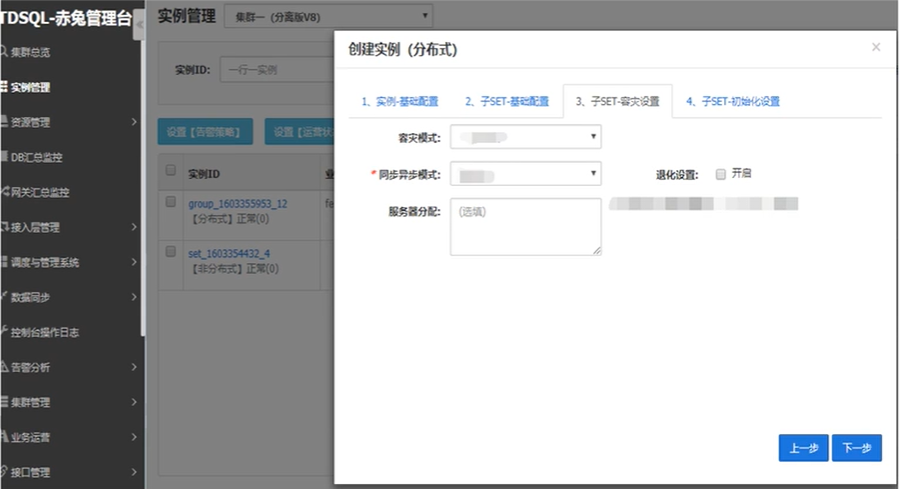 TDSQL-赤兔管理台
集群总览
实例管理
资源管理
DB汇总监控
网关汇总监控
接入层管理
调度与管理系统
数据同步
控制台操作日志
告警分析
集群管理
业务运营
接口管理
实例管理
集群一（分离版V8）
实例ID:
一行一实例
设置【告警策略】
设置【运营状
实例ID
业
group_1603355953_12
【分布式】正常(0)
fe
set_1603354432_4
【非分布式】正常(0)
创建实例（分布式）
×
1、实例-基础配置
2、子SET-基础配置
3、子SET-容灾设置
4、子SET-初始化设置
容灾模式:
*同步异步模式:
退化设置:
开启
服务器分配:
(选填)
上一步
下一步